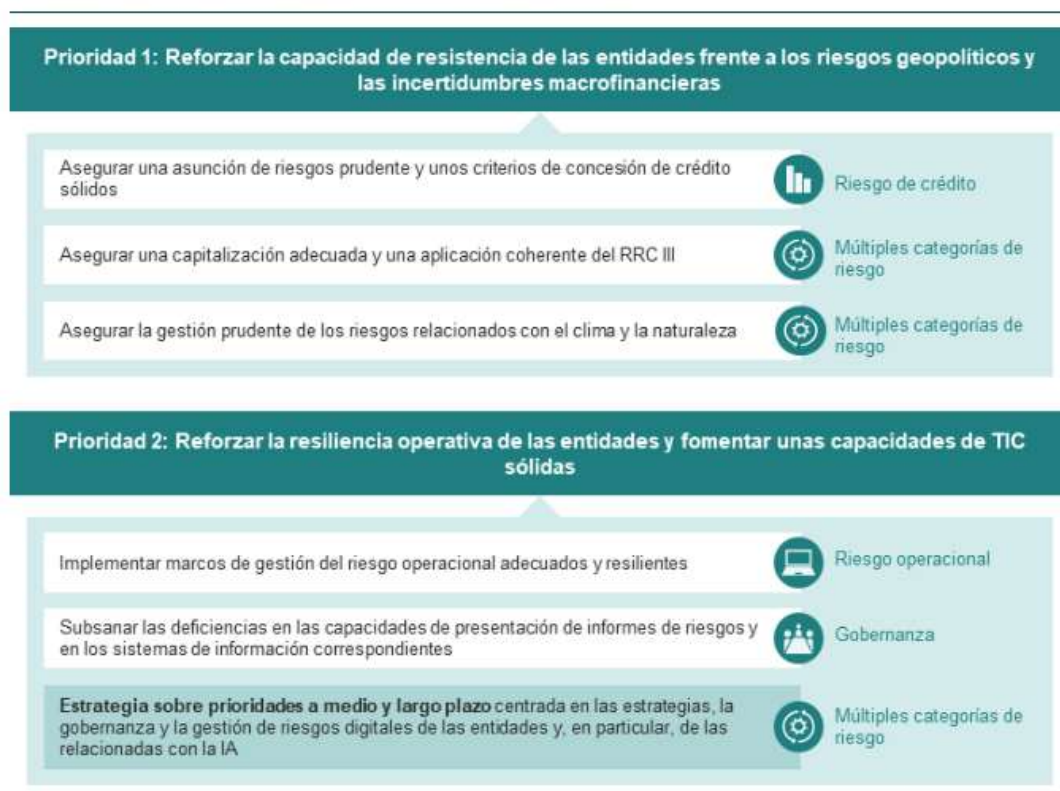 Prioridad 1: Reforzar la capacidad de resistencia de las entidades frente a los riesgos geopolíticos y
las incertidumbres macrofinancieras
Asegurar una asunción de riesgos prudente y unos criterios de concesión de crédito
sólidos
Riesgo de crédito
Asegurar una capitalización adecuada y una aplicación coherente del RRC III
Múltiples categorías de
riesgo
Asegurar la gestión prudente de los riesgos relacionados con el clima y la naturaleza
Múltiples categorías de
riesgo
Prioridad 2: Reforzar la resiliencia operativa de las entidades y fomentar unas capacidades de TIC
sólidas
Implementar marcos de gestión del riesgo operacional adecuados y resilientes
Riesgo operacional
Subsanar las deficiencias en las capacidades de presentación de informes de riesgos y
en los sistemas de información correspondientes
Gobernanza
Estrategia sobre prioridades a medio y largo plazo centrada en las estrategias, la
gobernanza y la gestión de riesgos digitales de las entidades y, en particular, de las
relacionadas con la IA
Múltiples categorías de
riesgo